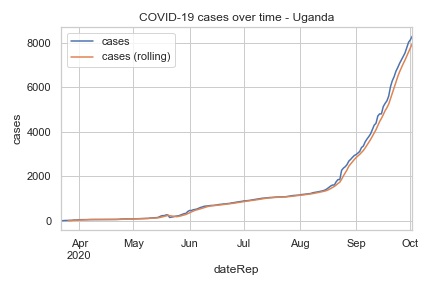 COVID-19 cases over time - Uganda
cases
cases (rolling)
8000
6000
4000
2000
0
cases
Apr May Jun Jul Aug Sep Oct
2020
dateRep